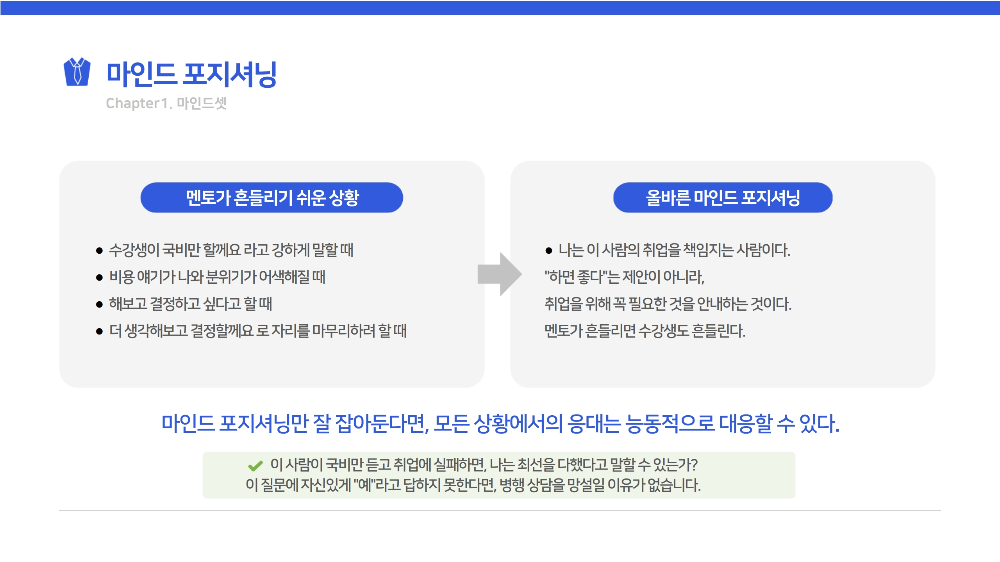 마인드 포지셔닝
Chapter1. 마인드셋
멘토가 흔들리기 쉬운 상황
● 수강생이 국비만 할께요 라고 강하게 말할 때
● 비용 얘기가 나와 분위기가 어색해질 때
● 해보고 결정하고 싶다고 할 때
● 더 생각해보고 결정할께요 로 자리를 마무리하려 할 때
올바른 마인드 포지셔닝
● 나는 이 사람의 취업을 책임지는 사람이다.
"하면 좋다"는 제안이 아니라,
취업을 위해 꼭 필요한 것을 안내하는 것이다.
멘토가 흔들리면 수강생도 흔들린다.
마인드 포지셔닝만 잘 잡아둔다면, 모든 상황에서의 응대는 능동적으로 대응할 수 있다.
✔ 이 사람이 국비만 듣고 취업에 실패하면, 나는 최선을 다했다고 말할 수 있는가?
이 질문에 자신있게 "예"라고 답하지 못한다면, 병행 상담을 망설일 이유가 없습니다.